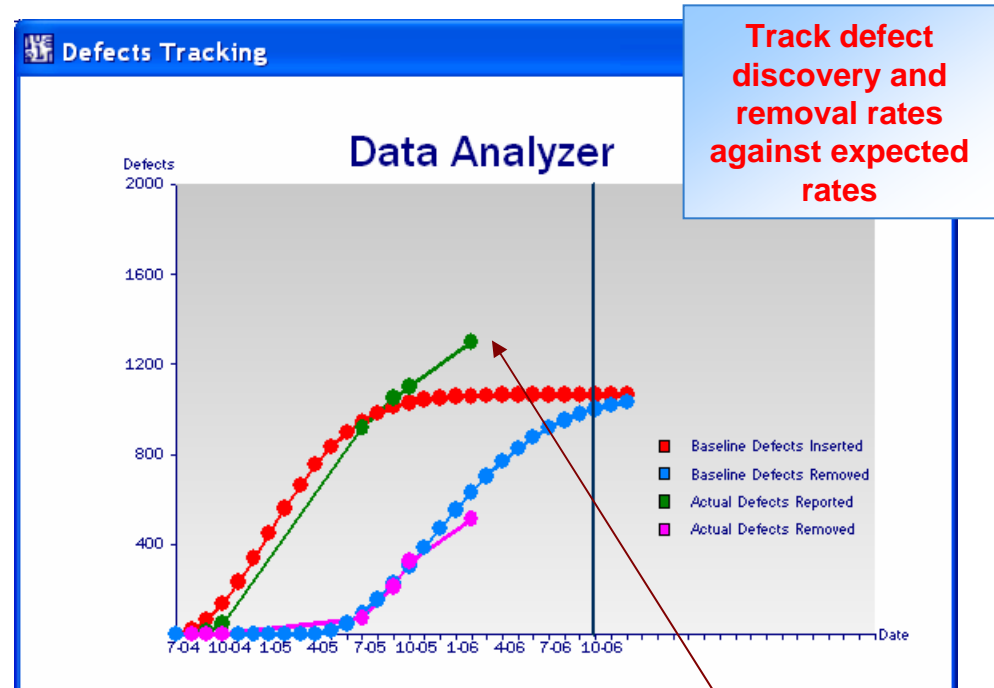 Defects Tracking
Track defect
discovery and
removal rates
against expected
rates
Data Analyzer
Defects
2000
1600
1200
800
400
Baseline Defects Inserted
Baseline Defects Removed
Actual Defects Reported
Actual Defects Removed
Date
7-04 10-04 1-05 4-05 7-05 10-05 1-06 4-06 7-06 10-06